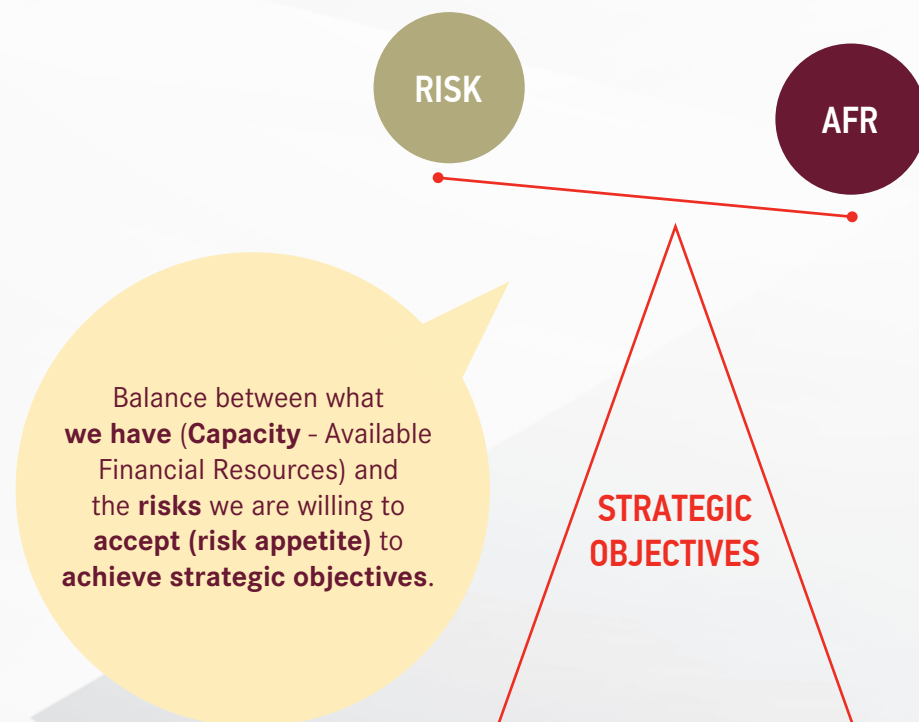 RISK
AFR
Balance between what
we have (Capacity - Available
Financial Resources) and
the risks we are willing to
accept (risk appetite) to
achieve strategic objectives.
STRATEGIC
OBJECTIVES